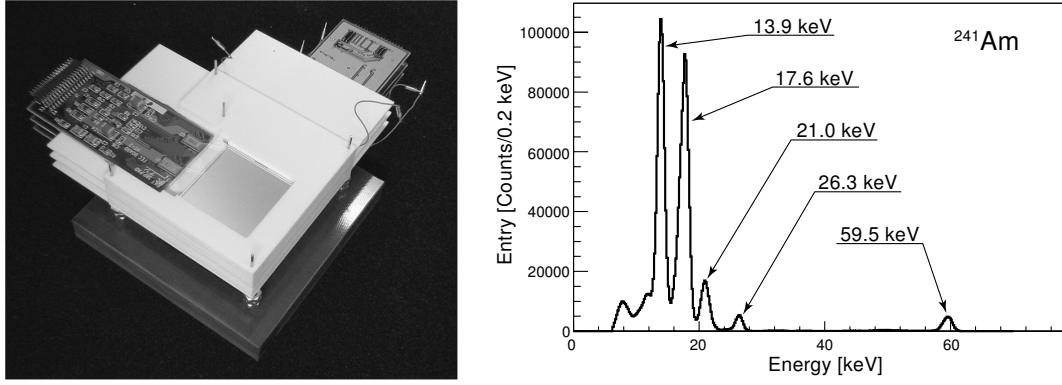 100000
80000
60000
40000
20000
0
Entry [Counts/0.2 keV]
13.9 keV
17.6 keV
21.0 keV
26.3 keV
59.5 keV
²⁴¹Am
0 20 40 60
Energy [keV]